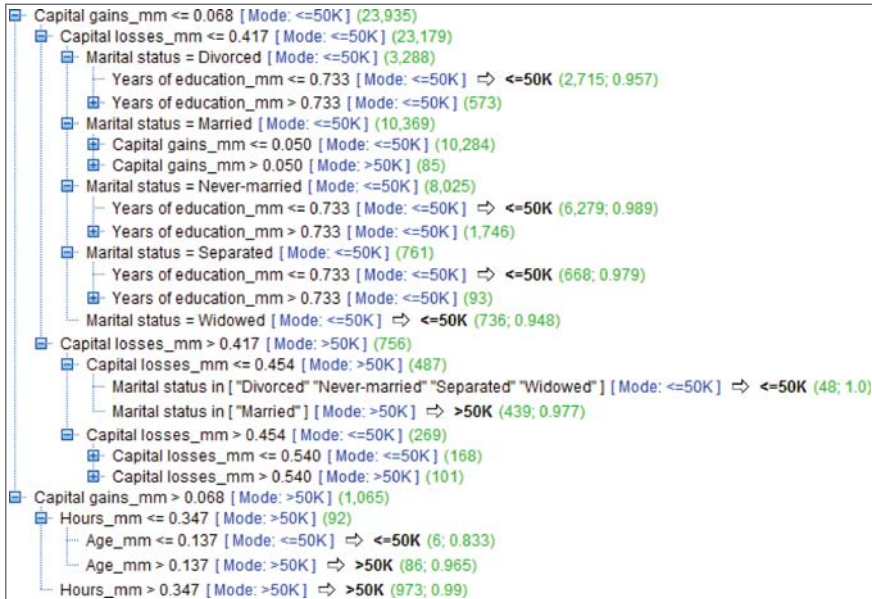 Capital gains_mm <= 0.068 [Mode: <=50K] (23,935)
Capital losses_mm <= 0.417 [Mode: <=50K] (23,179)
Marital status = Divorced [Mode: <=50K] (3,288)
Years of education_mm <= 0.733 [Mode: <=50K] ⇨ <=50K (2,715; 0.957)
Years of education_mm > 0.733 [Mode: <=50K] (573)
Marital status = Married [Mode: <=50K] (10,369)
Capital gains_mm <= 0.050 [Mode: <=50K] (10,284)
Capital gains_mm > 0.050 [Mode: >50K] (85)
Marital status = Never-married [Mode: <=50K] (8,025)
Years of education_mm <= 0.733 [Mode: <=50K] ⇨ <=50K (6,279; 0.989)
Years of education_mm > 0.733 [Mode: <=50K] (1,746)
Marital status = Separated [Mode: <=50K] (761)
Years of education_mm <= 0.733 [Mode: <=50K] ⇨ <=50K (668; 0.979)
Years of education_mm > 0.733 [Mode: <=50K] (93)
Marital status = Widowed [Mode: <=50K] ⇨ <=50K (736; 0.948)
Capital losses_mm > 0.417 [Mode: >50K] (756)
Capital losses_mm <= 0.454 [Mode: >50K] (487)
Marital status in [ "Divorced" "Never-married" "Separated" "Widowed" ] [Mode: <=50K] ⇨ <=50K (48; 1.0)
Marital status in [ "Married" ] [Mode: >50K] ⇨ >50K (439; 0.977)
Capital losses_mm > 0.454 [Mode: <=50K] (269)
Capital losses_mm <= 0.540 [Mode: <=50K] (168)
Capital losses_mm > 0.540 [Mode: >50K] (101)
Capital gains_mm > 0.068 [Mode: >50K] (1,065)
Hours_mm <= 0.347 [Mode: >50K] (92)
Age_mm <= 0.137 [Mode: <=50K] ⇨ <=50K (6; 0.833)
Age_mm > 0.137 [Mode: >50K] ⇨ >50K (86; 0.965)
Hours_mm > 0.347 [Mode: >50K] ⇨ >50K (973; 0.99)